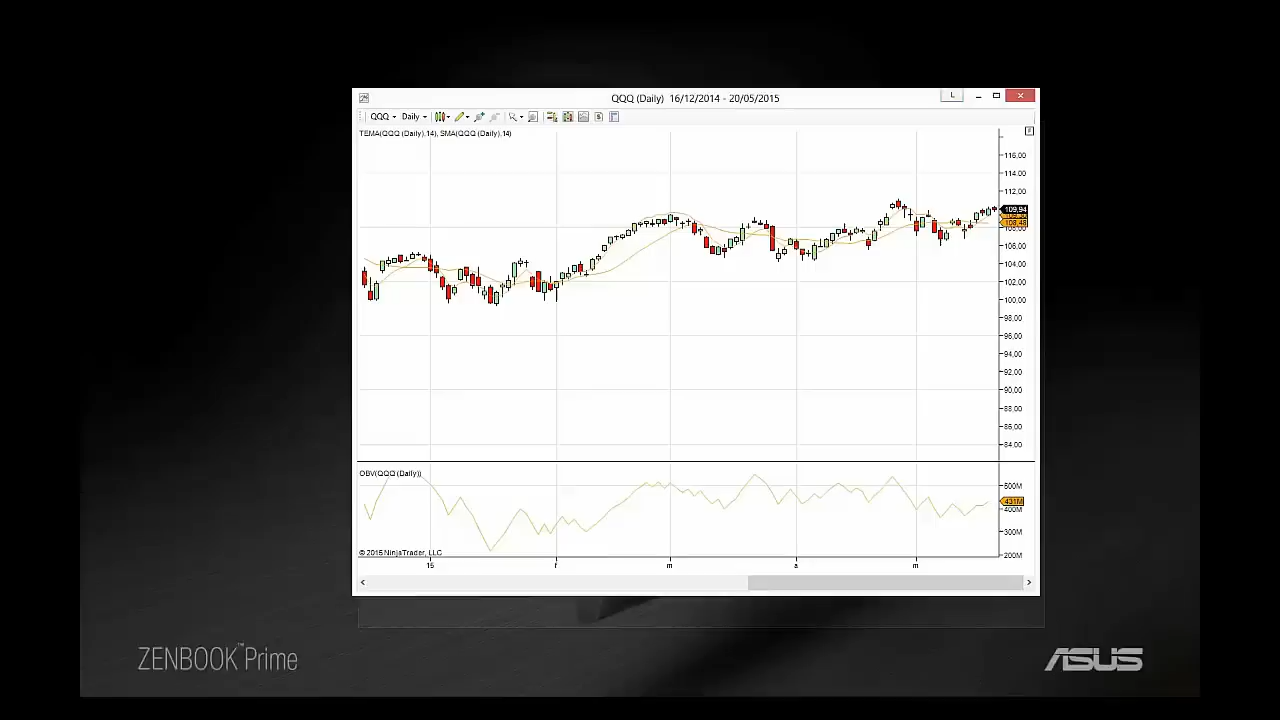 QQQ (Daily) 16/12/2014 - 20/05/2015
L
QQQ Daily
TEMA(QQQ (Daily),14), SMA(QQQ (Daily),14)
F
116,00
114,00
112,00
109,94
108,48
108,00
106,00
104,00
102,00
100,00
98,00
96,00
94,00
92,00
90,00
88,00
86,00
84,00
OBV(QQQ (Daily))
500M
431M
400M
300M
200M
© 2015 NinjaTrader, LLC
15 f m a m
ZENBOOK™ Prime
ASUS